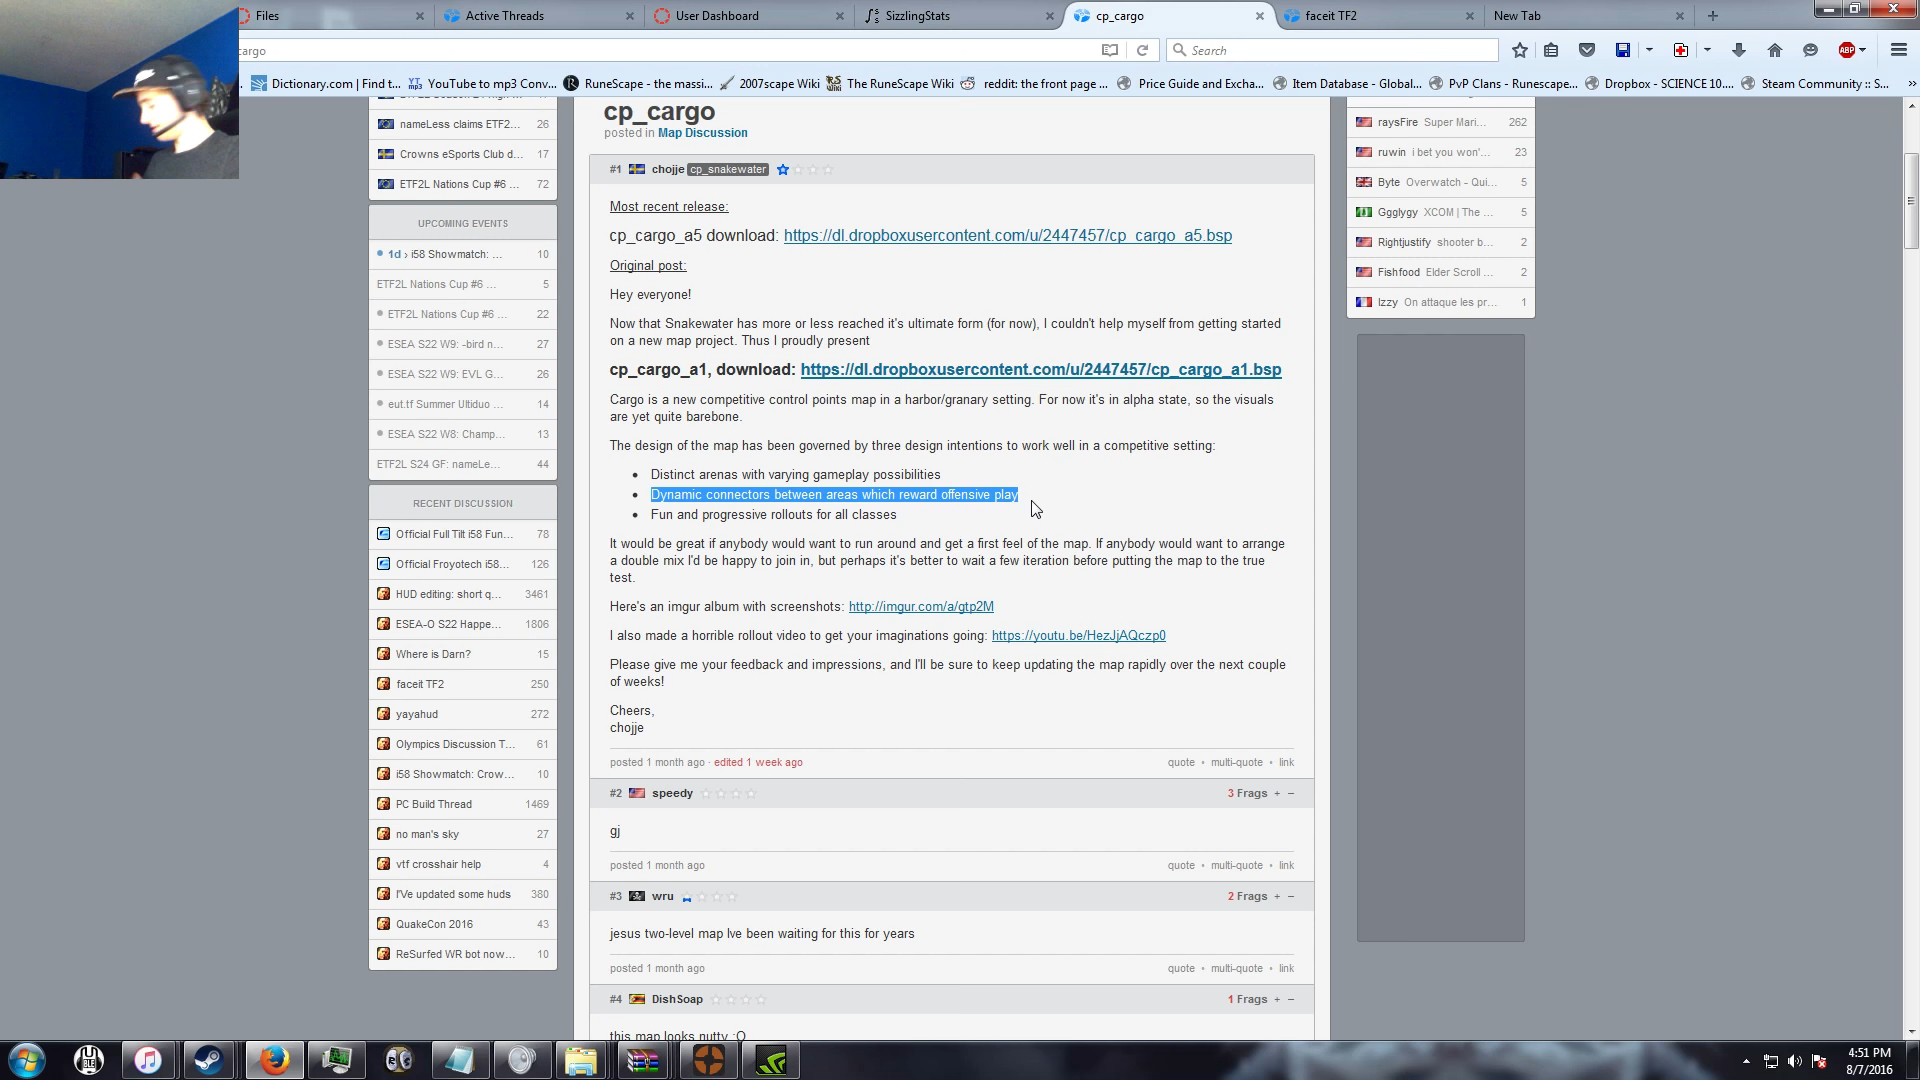 Files
Active Threads
User Dashboard
SizzlingStats
cp_cargo
faceit TF2
New Tab
cargo
Search
ABP
Dictionary.com | Find t...
YouTube to mp3 Conv...
RuneScape - the massi...
2007scape Wiki
The RuneScape Wiki
reddit: the front page ...
Price Guide and Excha...
Item Database - Global...
PvP Clans - Runescape...
Dropbox - SCIENCE 10....
Steam Community :: S...
nameLess claims ETF2... 26
Crowns eSports Club d... 17
ETF2L Nations Cup #6 ... 72
UPCOMING EVENTS
1d › i58 Showmatch: ... 10
ETF2L Nations Cup #6 ... 5
ETF2L Nations Cup #6 ... 22
ESEA S22 W9: -bird n... 27
ESEA S22 W9: EVL G... 26
eut.tf Summer Ultiduo ... 14
ESEA S22 W8: Champ... 13
ETF2L S24 GF: nameLe... 44
RECENT DISCUSSION
Official Full Tilt i58 Fun... 78
Official Froyotech i58... 126
HUD editing: short q... 3461
ESEA-O S22 Happe... 1806
Where is Darn? 15
faceit TF2 250
yayahud 272
Olympics Discussion T... 61
i58 Showmatch: Crow... 10
PC Build Thread 1469
no man's sky 27
vtf crosshair help 4
I'Ve updated some huds 380
QuakeCon 2016 43
ReSurfed WR bot now... 10
cp_cargo
posted in Map Discussion
#1 chojje cp_snakewater
Most recent release:
cp_cargo_a5 download: https://dl.dropboxusercontent.com/u/2447457/cp_cargo_a5.bsp
Original post:
Hey everyone!
Now that Snakewater has more or less reached it's ultimate form (for now), I couldn't help myself from getting started
on a new map project. Thus I proudly present
cp_cargo_a1, download: https://dl.dropboxusercontent.com/u/2447457/cp_cargo_a1.bsp
Cargo is a new competitive control points map in a harbor/granary setting. For now it's in alpha state, so the visuals
are yet quite barebone.
The design of the map has been governed by three design intentions to work well in a competitive setting:
Distinct arenas with varying gameplay possibilities
Dynamic connectors between areas which reward offensive play
Fun and progressive rollouts for all classes
It would be great if anybody would want to run around and get a first feel of the map. If anybody would want to arrange
a double mix I'd be happy to join in, but perhaps it's better to wait a few iteration before putting the map to the true
test.
Here's an imgur album with screenshots: http://imgur.com/a/gtp2M
I also made a horrible rollout video to get your imaginations going: https://youtu.be/HezJjAQczp0
Please give me your feedback and impressions, and I'll be sure to keep updating the map rapidly over the next couple
of weeks!
Cheers,
chojje
posted 1 month ago · edited 1 week ago
quote • multi-quote • link
#2 speedy
3 Frags + −
gj
posted 1 month ago
quote • multi-quote • link
#3 wru
2 Frags + −
jesus two-level map Ive been waiting for this for years
posted 1 month ago
quote • multi-quote • link
#4 DishSoap
1 Frags + −
this map looks nutty :O
raysFire Super Mari... 262
ruwin i bet you won'... 23
Byte Overwatch - Qui... 5
Ggglygy XCOM | The ... 5
Rightjustify shooter b... 2
Fishfood Elder Scroll ... 2
Izzy On attaque les pr... 1
4:51 PM
8/7/2016